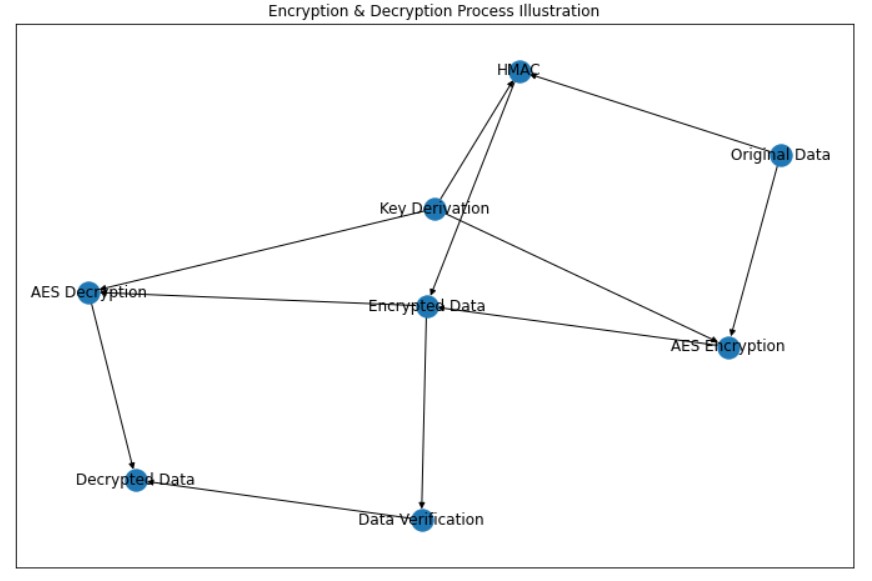 Encryption & Decryption Process Illustration
HMAC
Original Data
Key Derivation
AES Decryption
Encrypted Data
AES Encryption
Decrypted Data
Data Verification